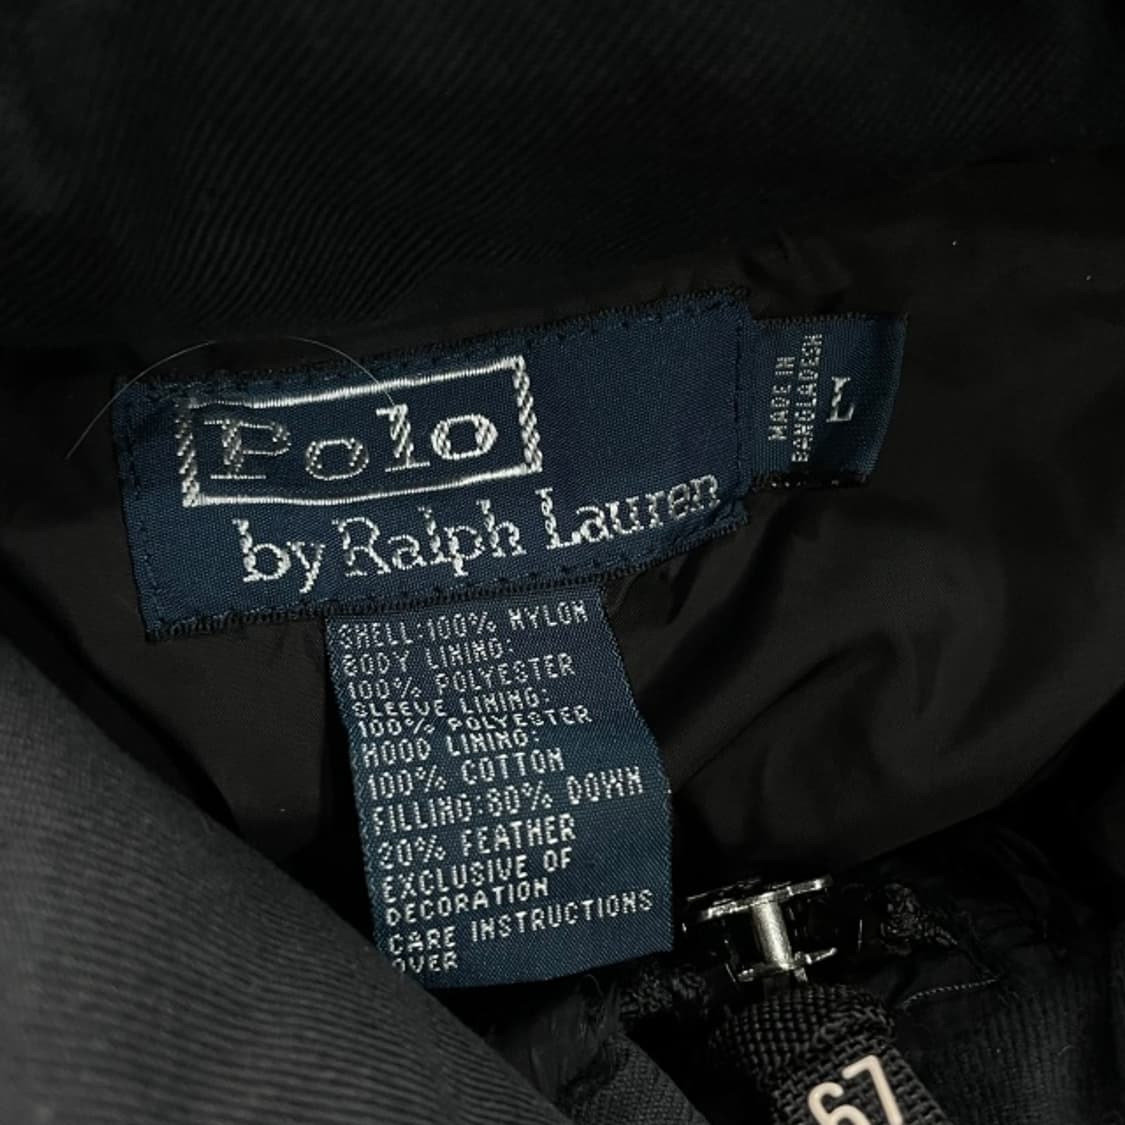 Polo
by Ralph Lauren
MADE IN
BANGLADESH
L
SHELL:100% NYLON
BODY LINING:
100% POLYESTER
SLEEVE LINING:
100% POLYESTER
HOOD LINING:
100% COTTON
FILLING:80% DOWN
20% FEATHER
EXCLUSIVE OF
DECORATION
CARE INSTRUCTIONS
OVER
67